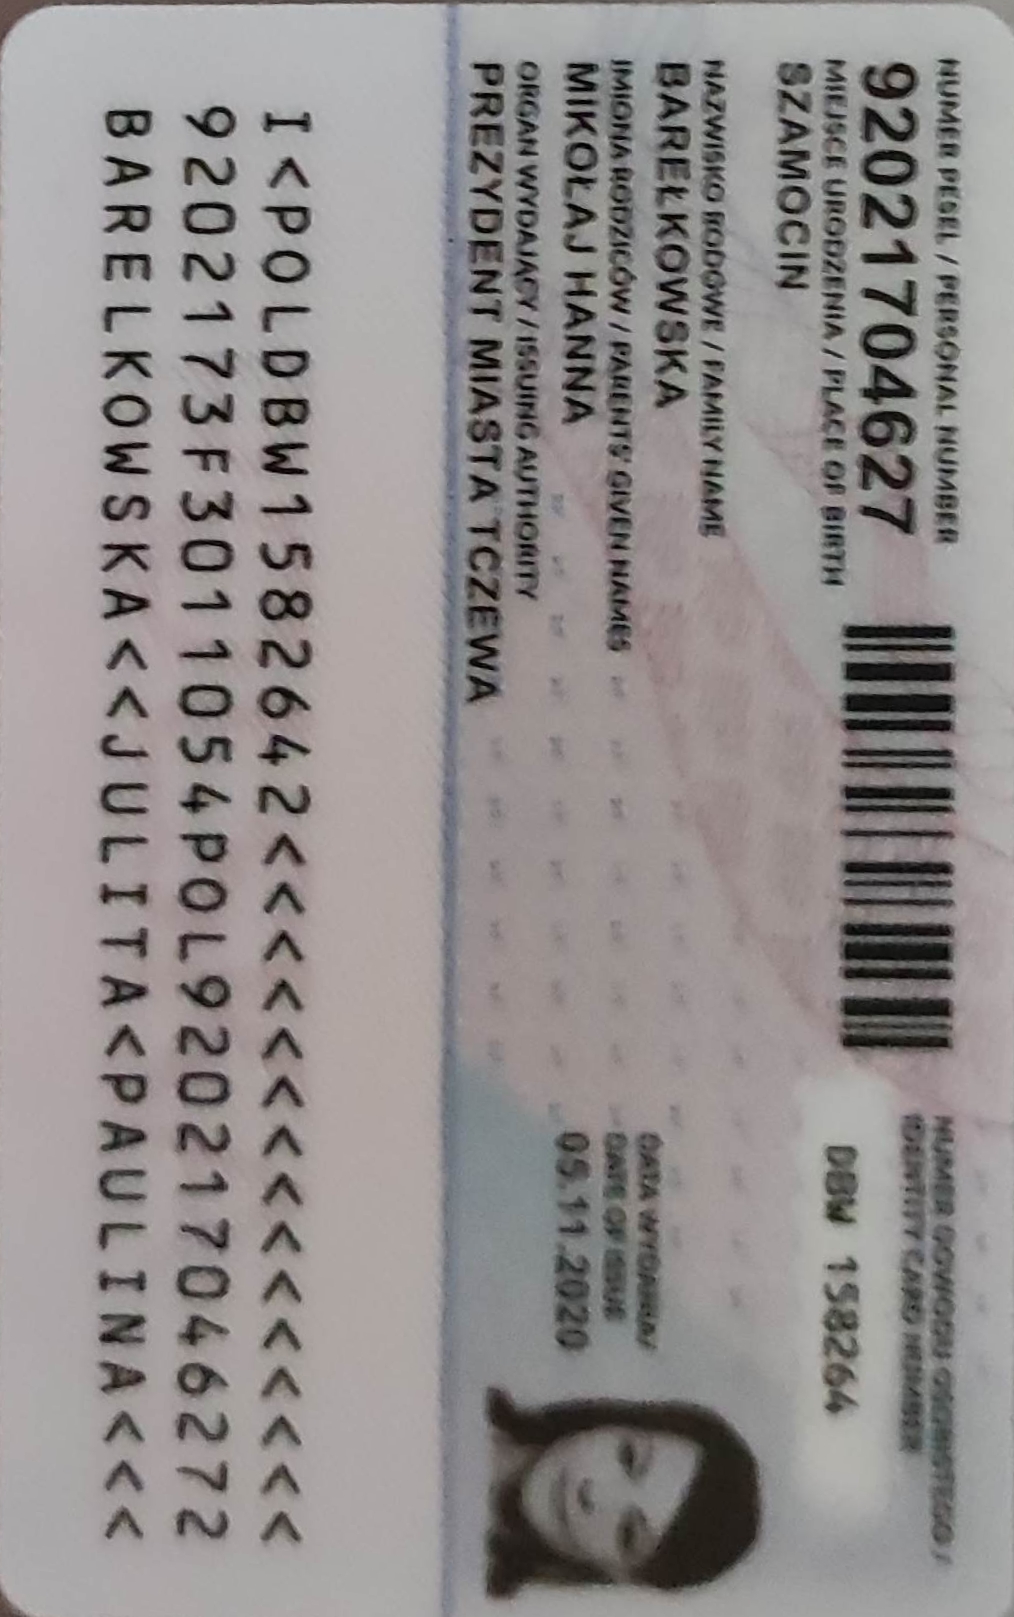 NUMER PESEL / PERSONAL NUMBER
92021704627
MIEJSCE URODZENIA / PLACE OF BIRTH
SZAMOCIN
NAZWISKO RODOWE / FAMILY NAME
BAREŁKOWSKA
IMIONA RODZICÓW / PARENTS' GIVEN NAMES
MIKOŁAJ HANNA
ORGAN WYDAJĄCY / ISSUING AUTHORITY
PREZYDENT MIASTA TCZEWA
NUMER DOWODU OSOBISTEGO /
IDENTITY CARD NUMBER
DBW 158264
DATA WYDANIA/
DATE OF ISSUE
05.11.2020
I<POLDBW1582642<<<<<<<<<<<<<<<
9202173F3011054POL920217046272
BARELKOWSKA<<JULITA<PAULINA<<<